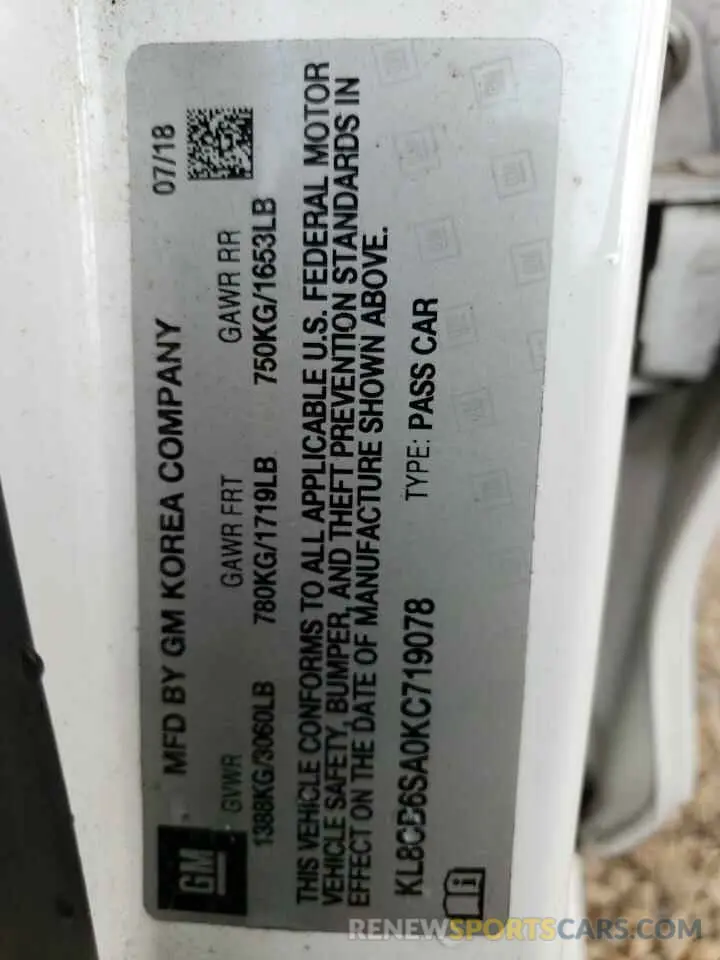 GM
MFD BY GM KOREA COMPANY 07/18
GVWR GAWR FRT GAWR RR
1388KG/3060LB 780KG/1719LB 750KG/1653LB
THIS VEHICLE CONFORMS TO ALL APPLICABLE U.S. FEDERAL MOTOR
VEHICLE SAFETY, BUMPER, AND THEFT PREVENTION STANDARDS IN
EFFECT ON THE DATE OF MANUFACTURE SHOWN ABOVE.
KL8CB6SA0KC719078 TYPE: PASS CAR
RENEWSPORTSCARS.COM